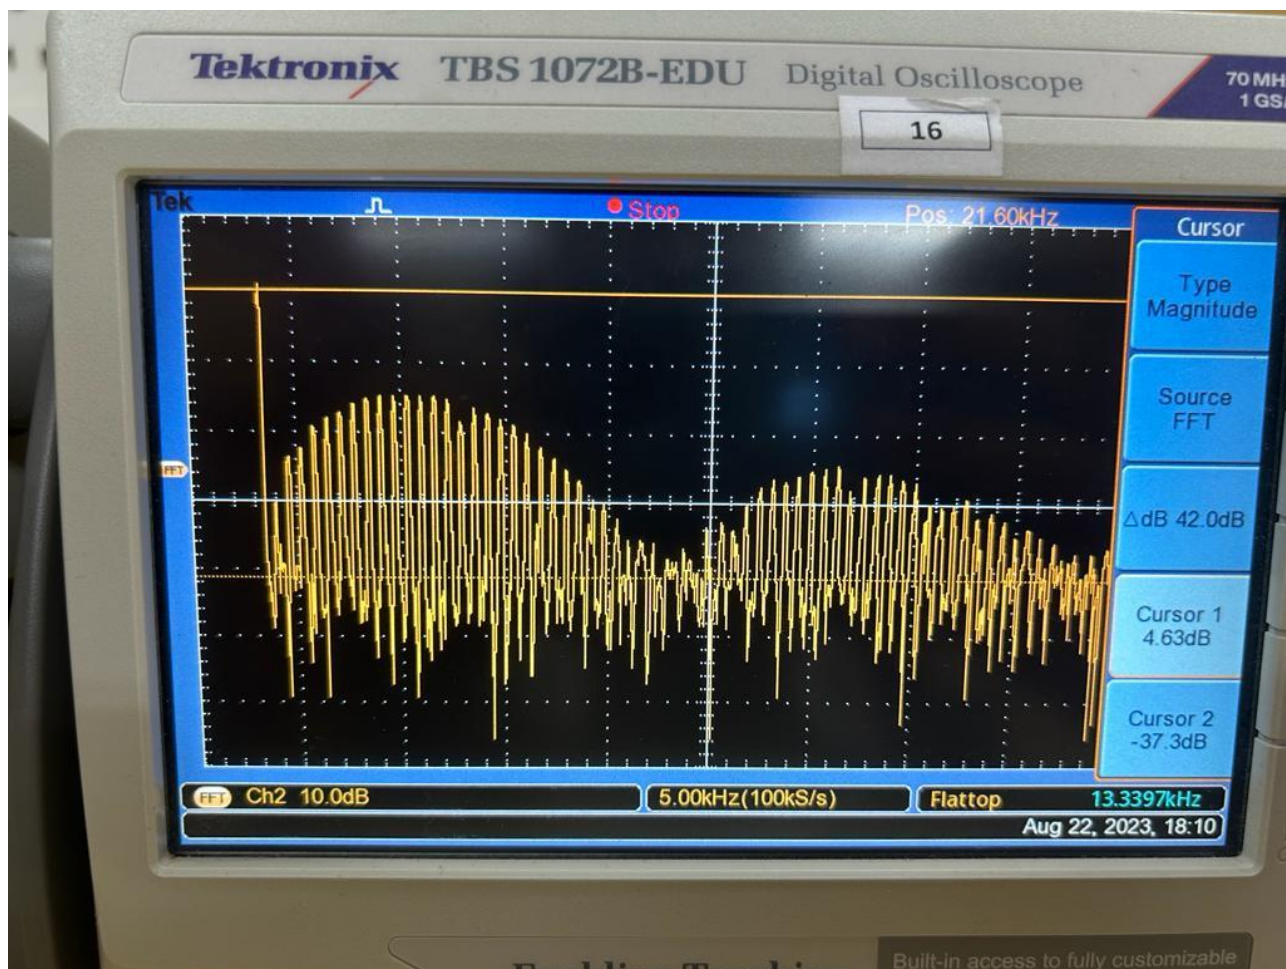 Tektronix TBS 1072B-EDU Digital Oscilloscope
70 MH
1 GS/
16
Tek Stop Pos: 21.60kHz
Cursor
Type
Magnitude
Source
FFT
FFT
ΔdB 42.0dB
Cursor 1
4.63dB
Cursor 2
-37.3dB
FFT Ch2 10.0dB 5.00kHz(100kS/s) Flattop 13.3397kHz
Aug 22, 2023, 18:10
Built-in access to fully customizable